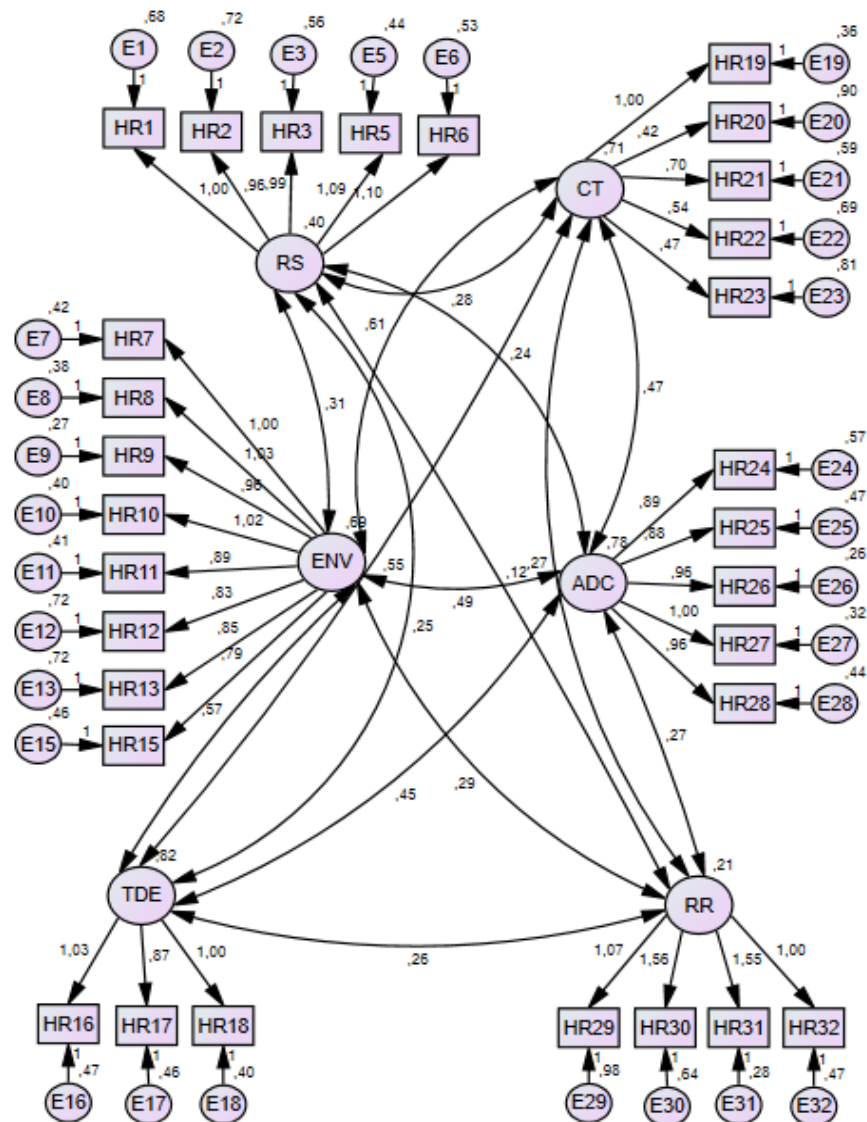 ,68 ,72 ,56 ,44 ,53
E1 E2 E3 E5 E6
1 1 1 1 1
HR1 HR2 HR3 HR5 HR6
1,00 ,96 ,99 1,09 1,10
,40
RS
,36
HR19 1 E19
,90
HR20 1 E20
,59
HR21 1 E21
,69
HR22 1 E22
,81
HR23 1 E23
1,00
,42
,70
,54
,47
,71
CT
,28
,61
,24
,31
,47
,42
E7 1 HR7
,38
E8 1 HR8
,27
E9 1 HR9
,40
E10 1 HR10
,41
E11 1 HR11
,72
E12 1 HR12
,72
E13 1 HR13
,46
E15 1 HR15
1,00
1,03
,96
1,02
,89
,83
,85
,79
,57
,69
ENV
,55
,12 ,27
,49
,25
,78
ADC
,57
HR24 1 E24
,47
HR25 1 E25
,26
HR26 1 E26
,32
HR27 1 E27
,44
HR28 1 E28
,89
,88
,96
1,00
,96
,27
,45 ,29
,82
TDE
,21
RR
,26
1,03 ,87 1,00
HR16 HR17 HR18
1 1 1
,47 ,46 ,40
E16 E17 E18
1,07 1,56 1,55 1,00
HR29 HR30 HR31 HR32
1 1 1 1
,98 ,64 ,28 ,47
E29 E30 E31 E32